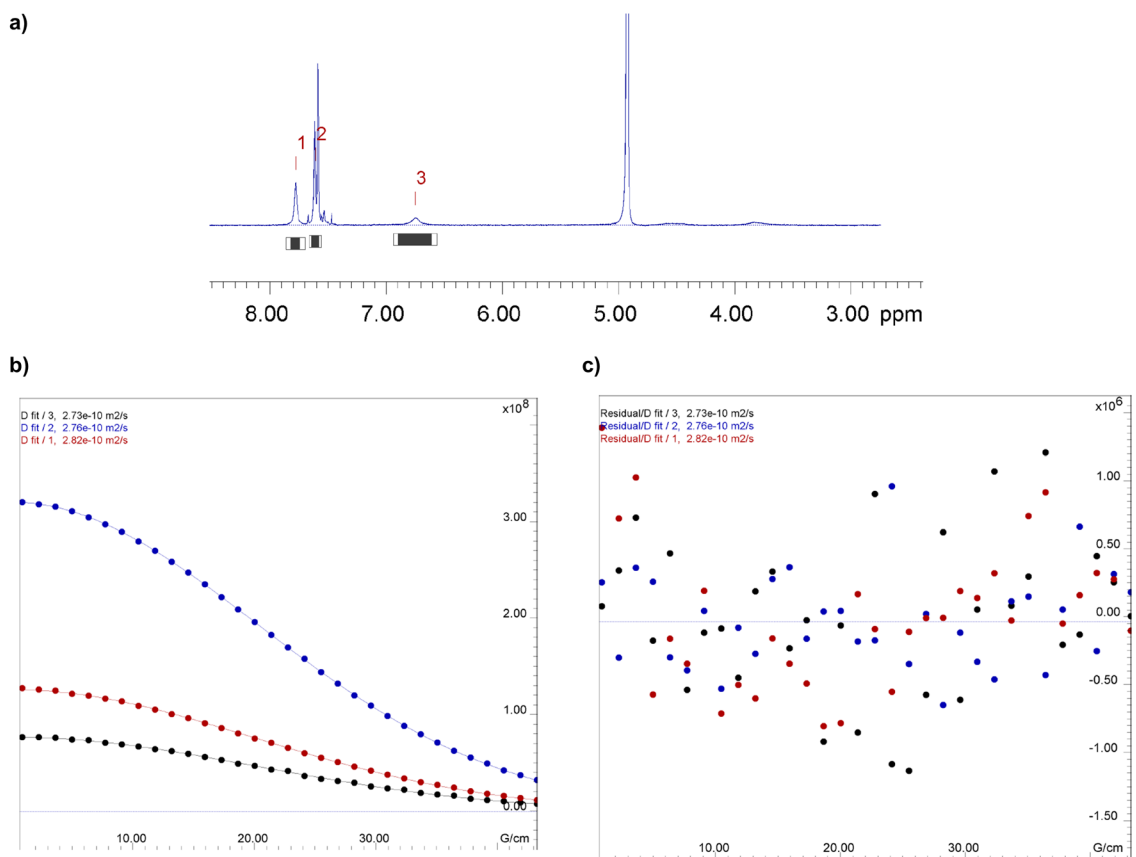 a)
1
2
3
8.00 7.00 6.00 5.00 4.00 3.00 ppm
b)
x10^8
D fit / 3, 2.73e-10 m2/s
D fit / 2, 2.76e-10 m2/s
D fit / 1, 2.82e-10 m2/s
3.00
2.00
1.00
0.00
10.00 20.00 30.00 G/cm
c)
x10^6
Residual/D fit / 3, 2.73e-10 m2/s
Residual/D fit / 2, 2.76e-10 m2/s
Residual/D fit / 1, 2.82e-10 m2/s
1.00
0.50
0.00
-0.50
-1.00
-1.50
10.00 20.00 30.00 G/cm